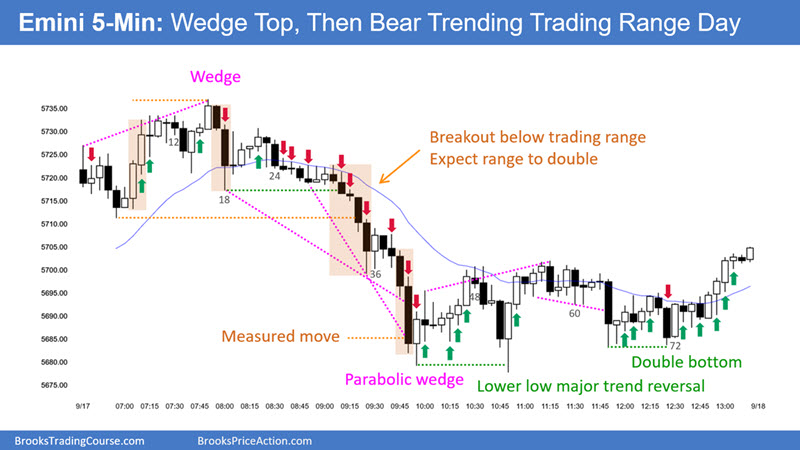 Emini 5-Min: Wedge Top, Then Bear Trending Trading Range Day
Wedge
5735.00
5730.00
5725.00
5720.00
5715.00
5710.00
5705.00
5700.00
5695.00
5690.00
5685.00
5680.00
5675.00
12
18
24
36
48
60
72
Breakout below trading range
Expect range to double
Measured move
Parabolic wedge
Double bottom
Lower low major trend reversal
9/17 07:00 07:15 07:30 07:45 08:00 08:15 08:30 08:45 09:00 09:15 09:30 09:45 10:00 10:15 10:30 10:45 11:00 11:15 11:30 11:45 12:00 12:15 12:30 12:45 13:00 9/18
BrooksTradingCourse.com BrooksPriceAction.com